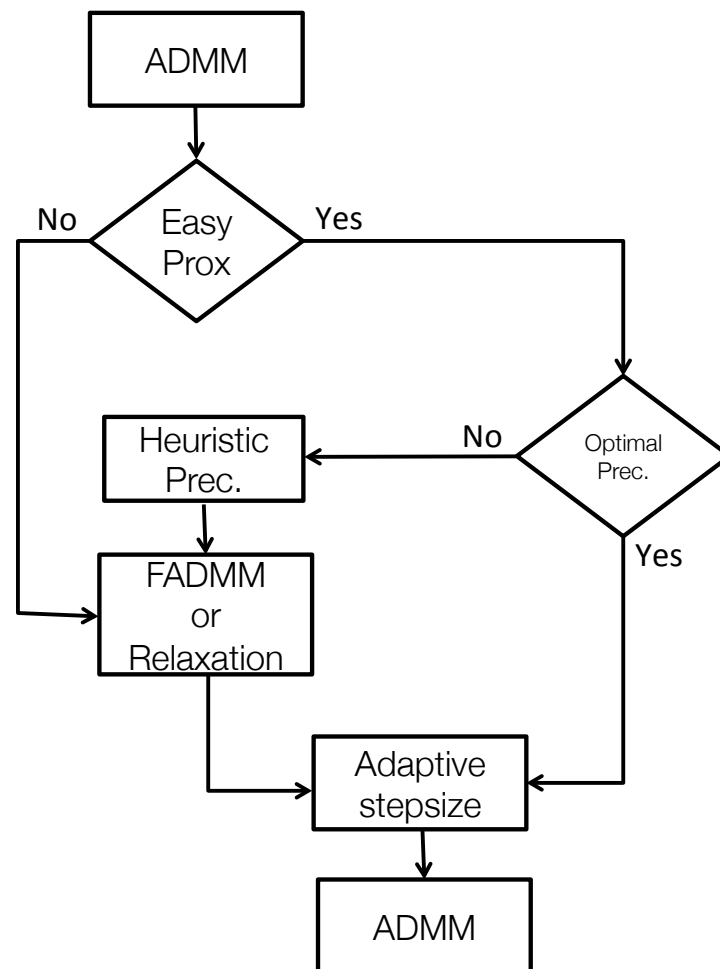 ADMM
No
Easy
Yes
Prox
Heuristic
Prec.
No
Optimal
Prec.
Yes
FADMM
or
Relaxation
Adaptive
stepsize
ADMM